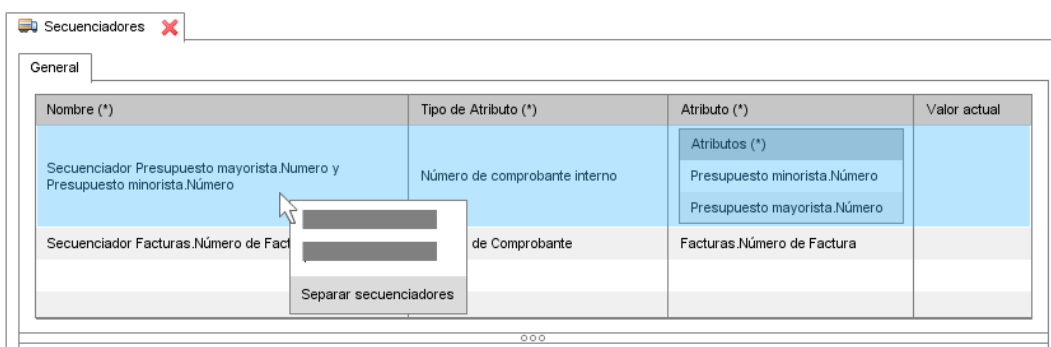 Secuenciadores
General
Nombre (*) Tipo de Atributo (*) Atributo (*) Valor actual
Atributos (*)
Secuenciador Presupuesto mayorista.Numero y
Presupuesto minorista.Número
Número de comprobante interno
Presupuesto minorista.Número
Presupuesto mayorista.Número
Secuenciador Facturas.Número de Fact de Comprobante Facturas.Número de Factura
Separar secuenciadores